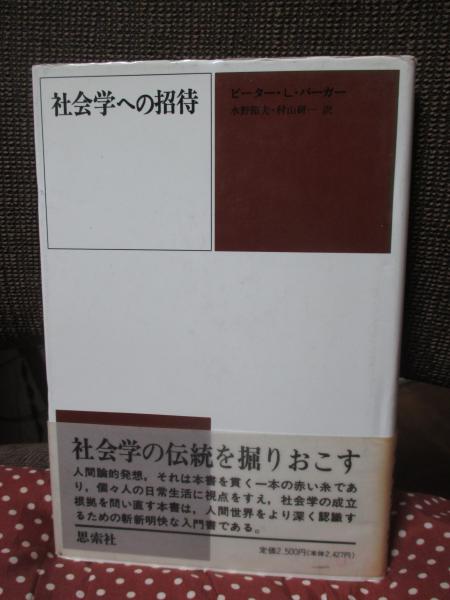 社会学への招待
ピーター・L・バーガー
水野節夫・村山研一 訳
社会学の伝統を掘りおこす
人間論的発想，それは本書を貫く一本の赤い糸であ
り，個々人の日常生活に視点をすえ，社会学の成立
根拠を問い直す本書は，人間世界をより深く認識す
るための斬新明快な入門書である。
思索社
定価2,500円(本体2,427円)